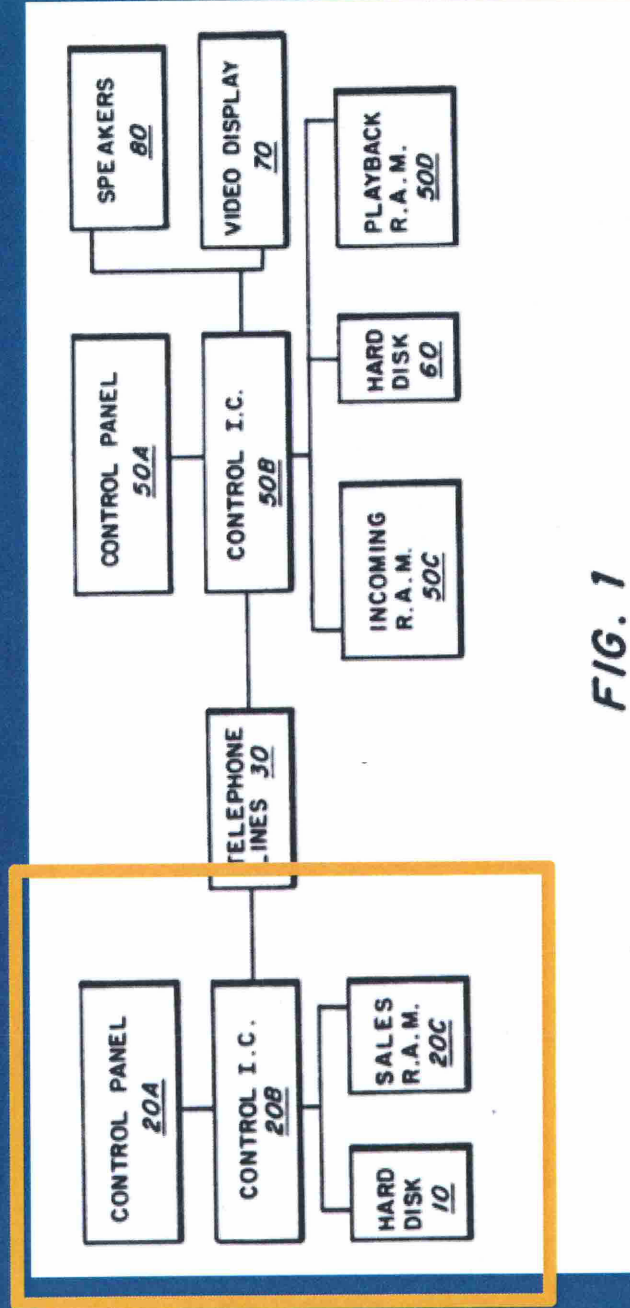 CONTROL PANEL
20A
CONTROL I.C.
20B
HARD
DISK
10
SALES
R.A.M.
20C
TELEPHONE
LINES 30
CONTROL PANEL
50A
CONTROL I.C.
50B
INCOMING
R.A.M.
50C
HARD
DISK
60
PLAYBACK
R.A.M.
50D
SPEAKERS
80
VIDEO DISPLAY
70
FIG. 1